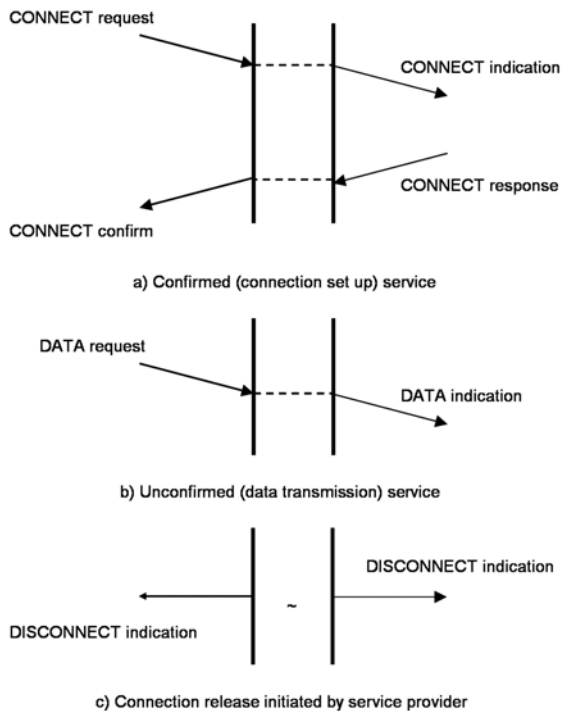 CONNECT request
CONNECT indication
CONNECT response
CONNECT confirm
a) Confirmed (connection set up) service
DATA request
DATA indication
b) Unconfirmed (data transmission) service
DISCONNECT indication
~
DISCONNECT indication
c) Connection release initiated by service provider